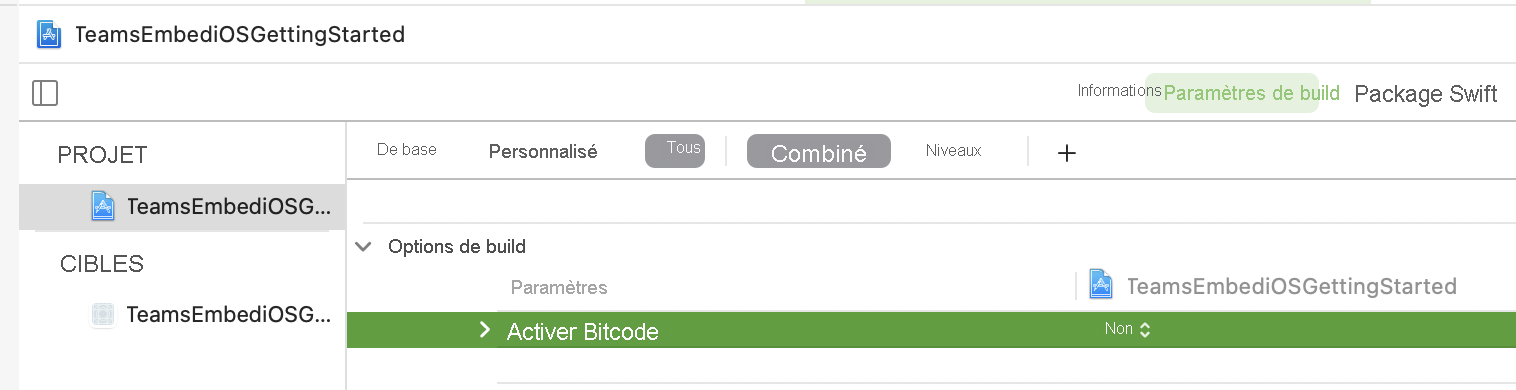 TeamsEmbediOSGettingStarted
Informations Paramètres de build Package Swift
PROJET
De base Personnalisé Tous Combiné Niveaux +
TeamsEmbediOSG...
Options de build
CIBLES
Paramètres TeamsEmbediOSGettingStarted
TeamsEmbediOSG...
Activer Bitcode Non